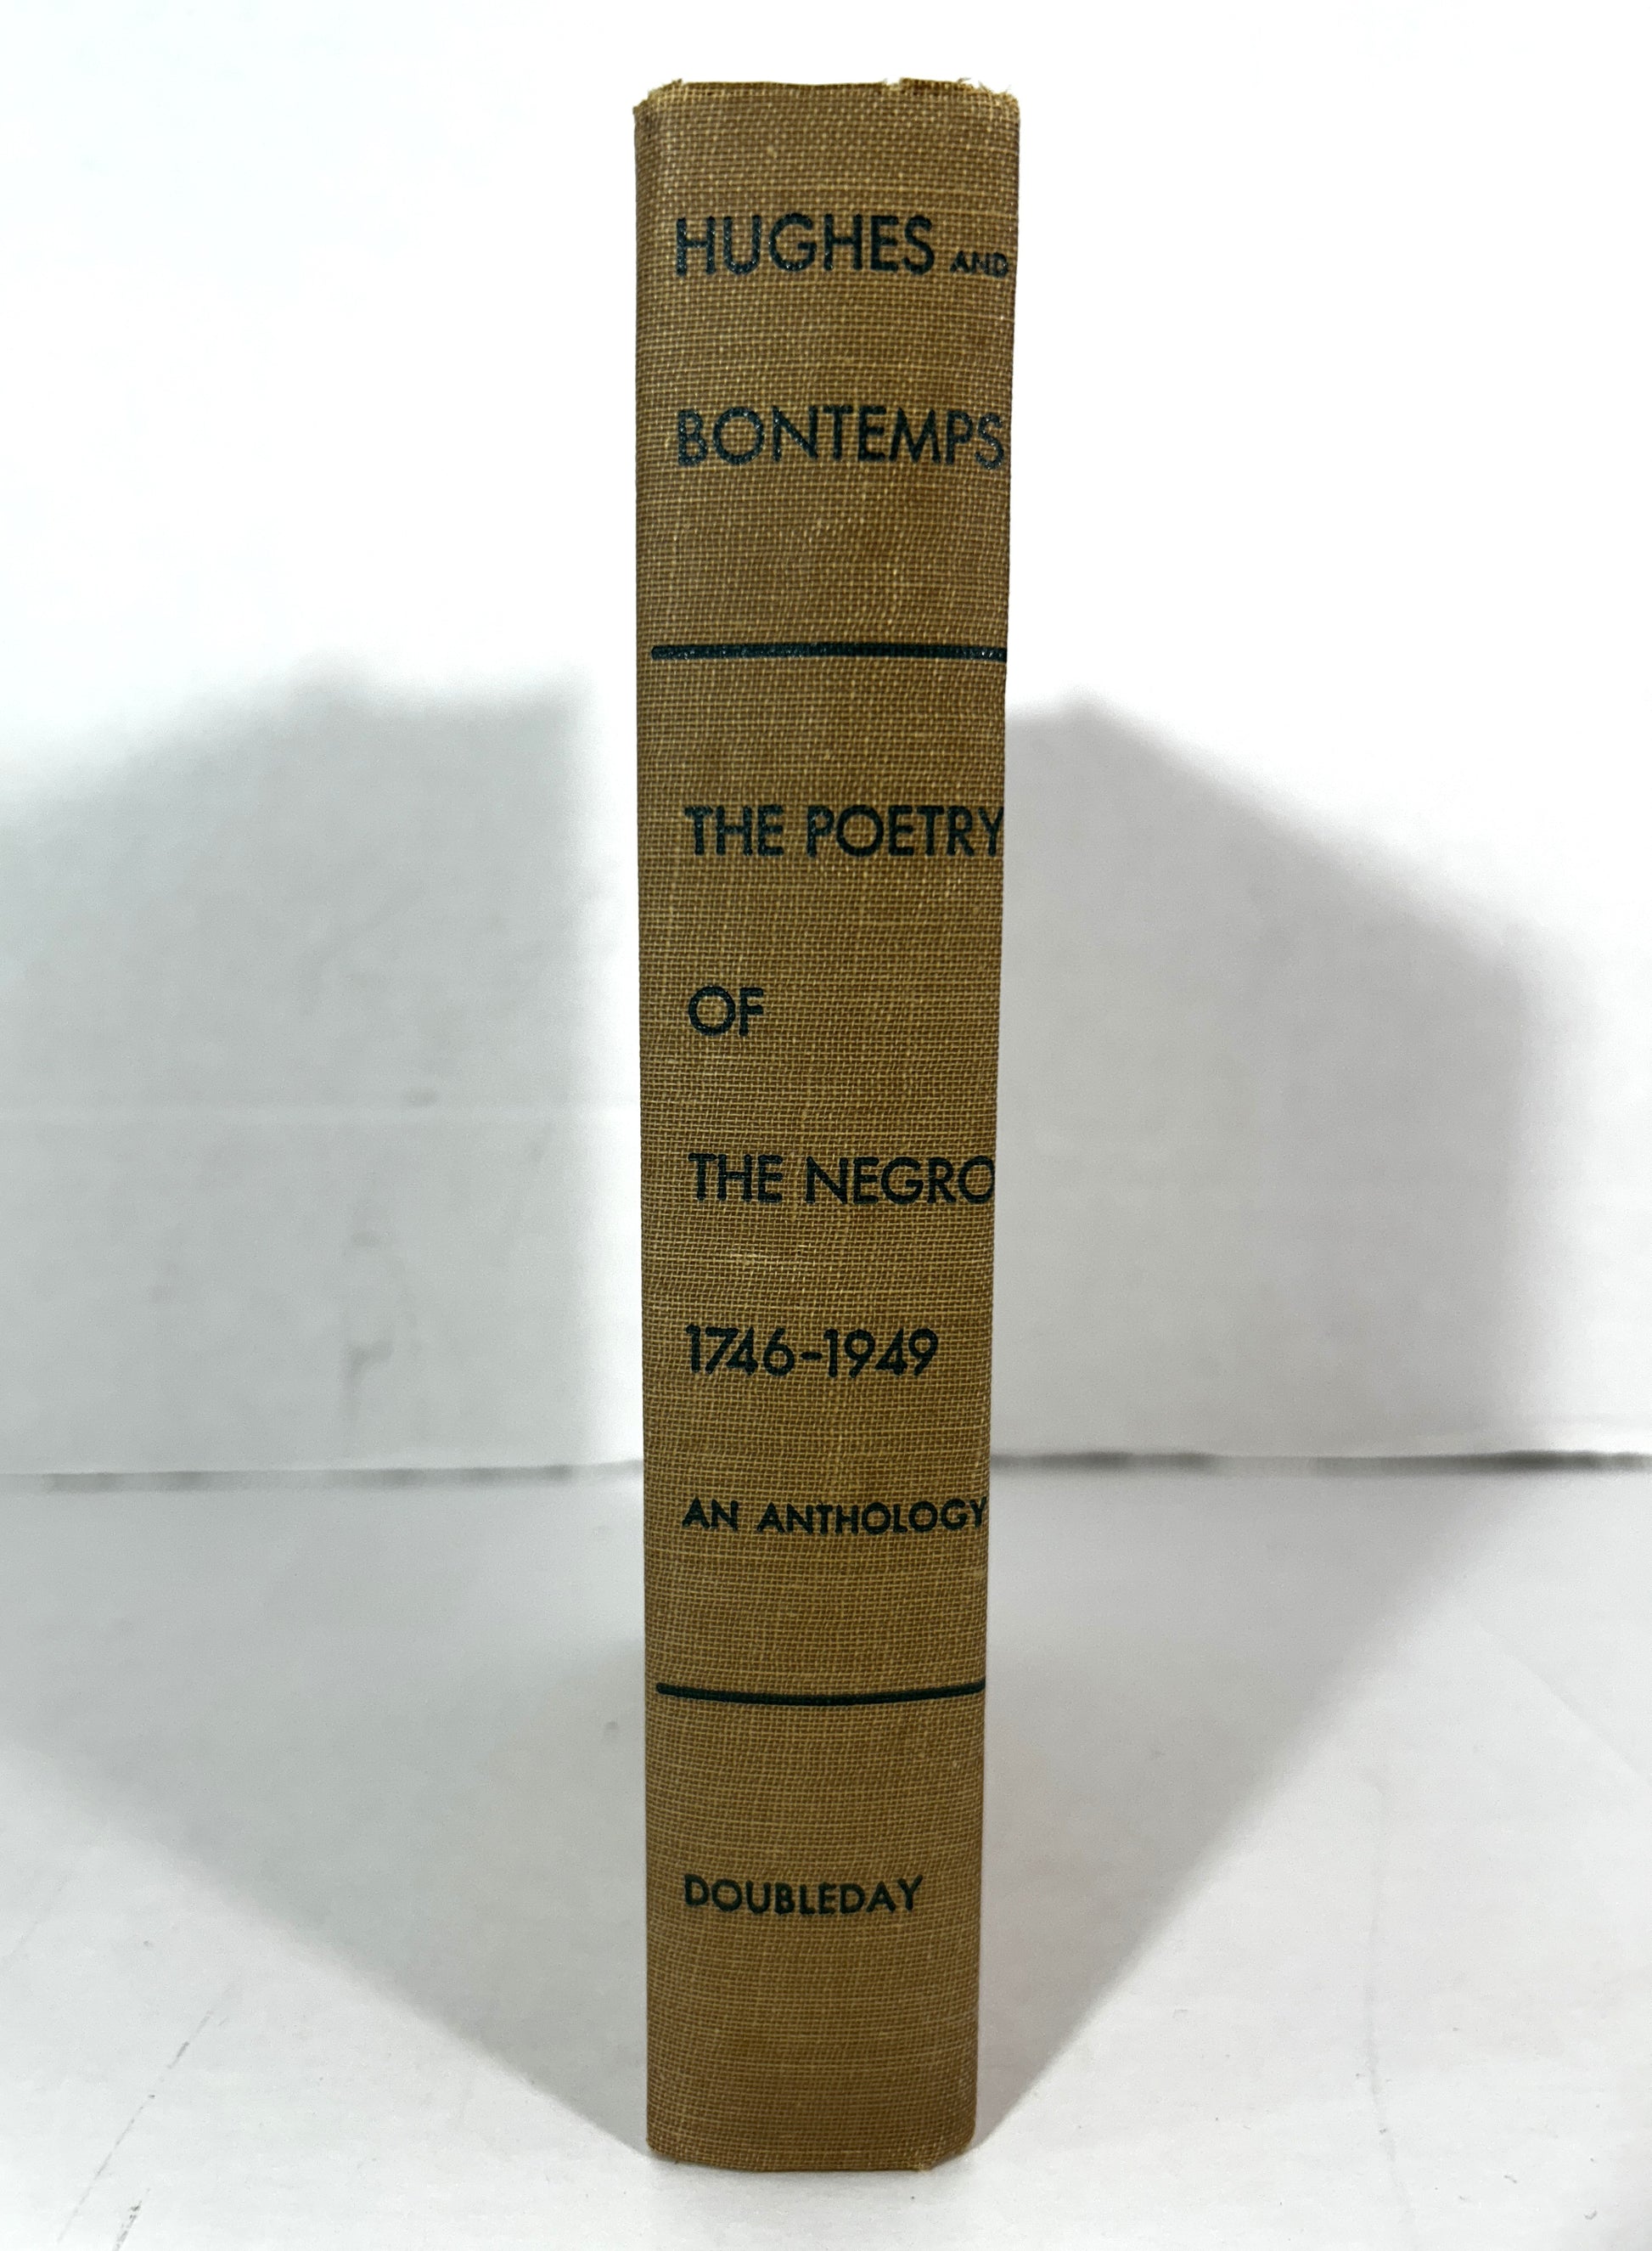 HUGHES AND
BONTEMPS
THE POETRY
OF
THE NEGRO
1746-1949
AN ANTHOLOGY
DOUBLEDAY